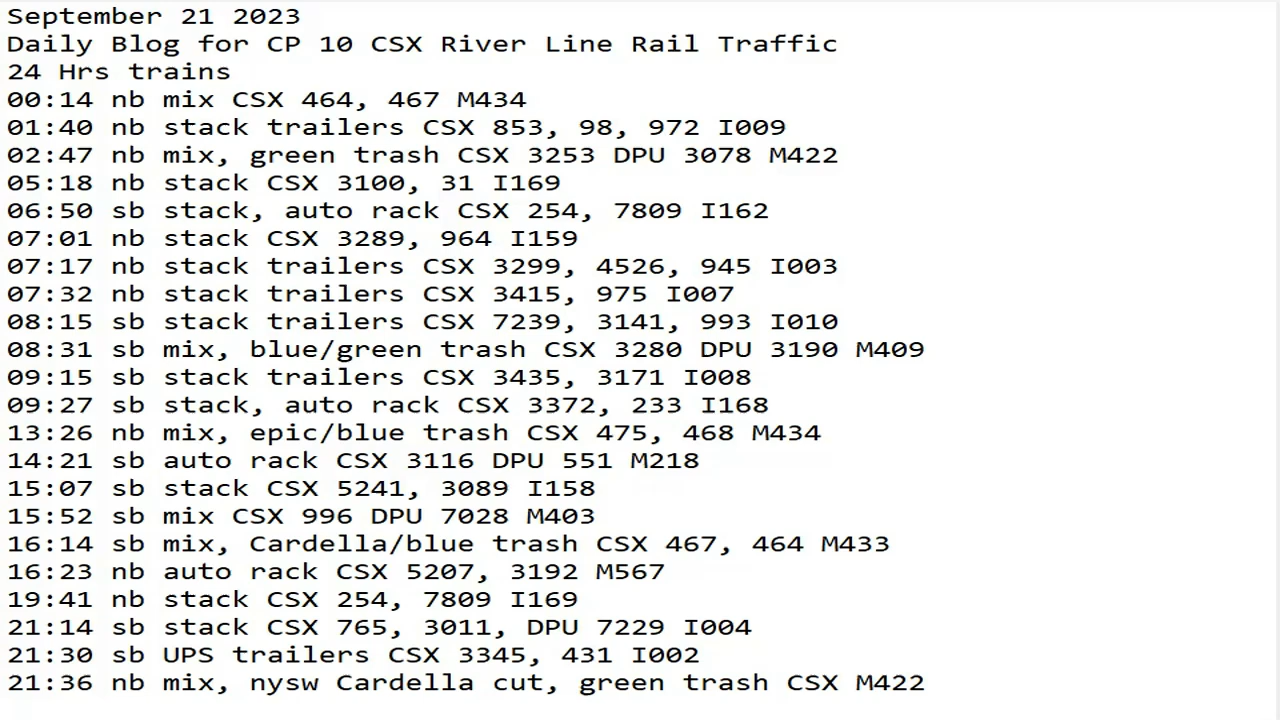 September 21 2023
Daily Blog for CP 10 CSX River Line Rail Traffic
24 Hrs trains
00:14 nb mix CSX 464, 467 M434
01:40 nb stack trailers CSX 853, 98, 972 I009
02:47 nb mix, green trash CSX 3253 DPU 3078 M422
05:18 nb stack CSX 3100, 31 I169
06:50 sb stack, auto rack CSX 254, 7809 I162
07:01 nb stack CSX 3289, 964 I159
07:17 nb stack trailers CSX 3299, 4526, 945 I003
07:32 nb stack trailers CSX 3415, 975 I007
08:15 sb stack trailers CSX 7239, 3141, 993 I010
08:31 sb mix, blue/green trash CSX 3280 DPU 3190 M409
09:15 sb stack trailers CSX 3435, 3171 I008
09:27 sb stack, auto rack CSX 3372, 233 I168
13:26 nb mix, epic/blue trash CSX 475, 468 M434
14:21 sb auto rack CSX 3116 DPU 551 M218
15:07 sb stack CSX 5241, 3089 I158
15:52 sb mix CSX 996 DPU 7028 M403
16:14 sb mix, Cardella/blue trash CSX 467, 464 M433
16:23 nb auto rack CSX 5207, 3192 M567
19:41 nb stack CSX 254, 7809 I169
21:14 sb stack CSX 765, 3011, DPU 7229 I004
21:30 sb UPS trailers CSX 3345, 431 I002
21:36 nb mix, nysw Cardella cut, green trash CSX M422